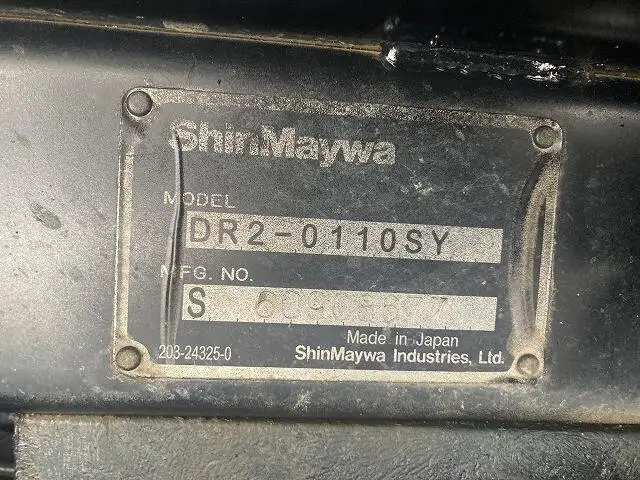 ShinMaywa
MODEL
DR2-0110SY
MFG. NO.
S
Made in Japan
203-24325-0
ShinMaywa Industries, Ltd.